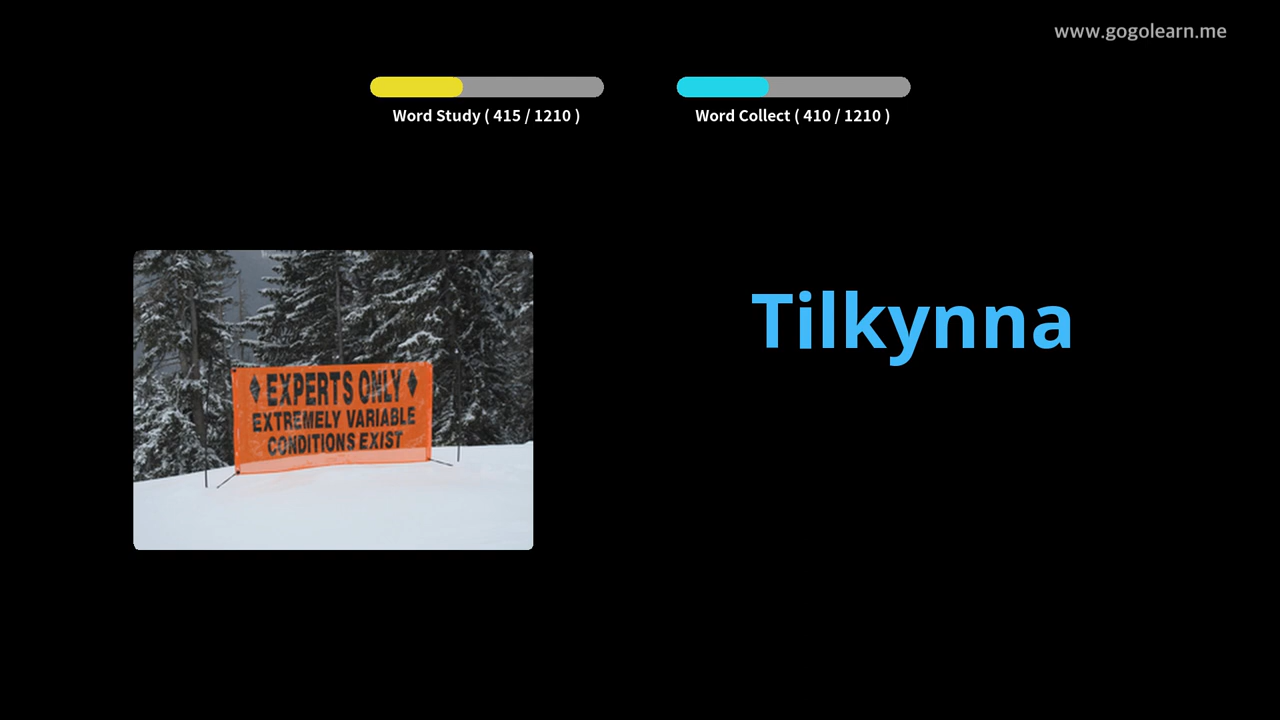 www.gogolearn.me
Word Study ( 415 / 1210 )
Word Collect ( 410 / 1210 )
EXPERTS ONLY
EXTREMELY VARIABLE
CONDITIONS EXIST
Tilkynna